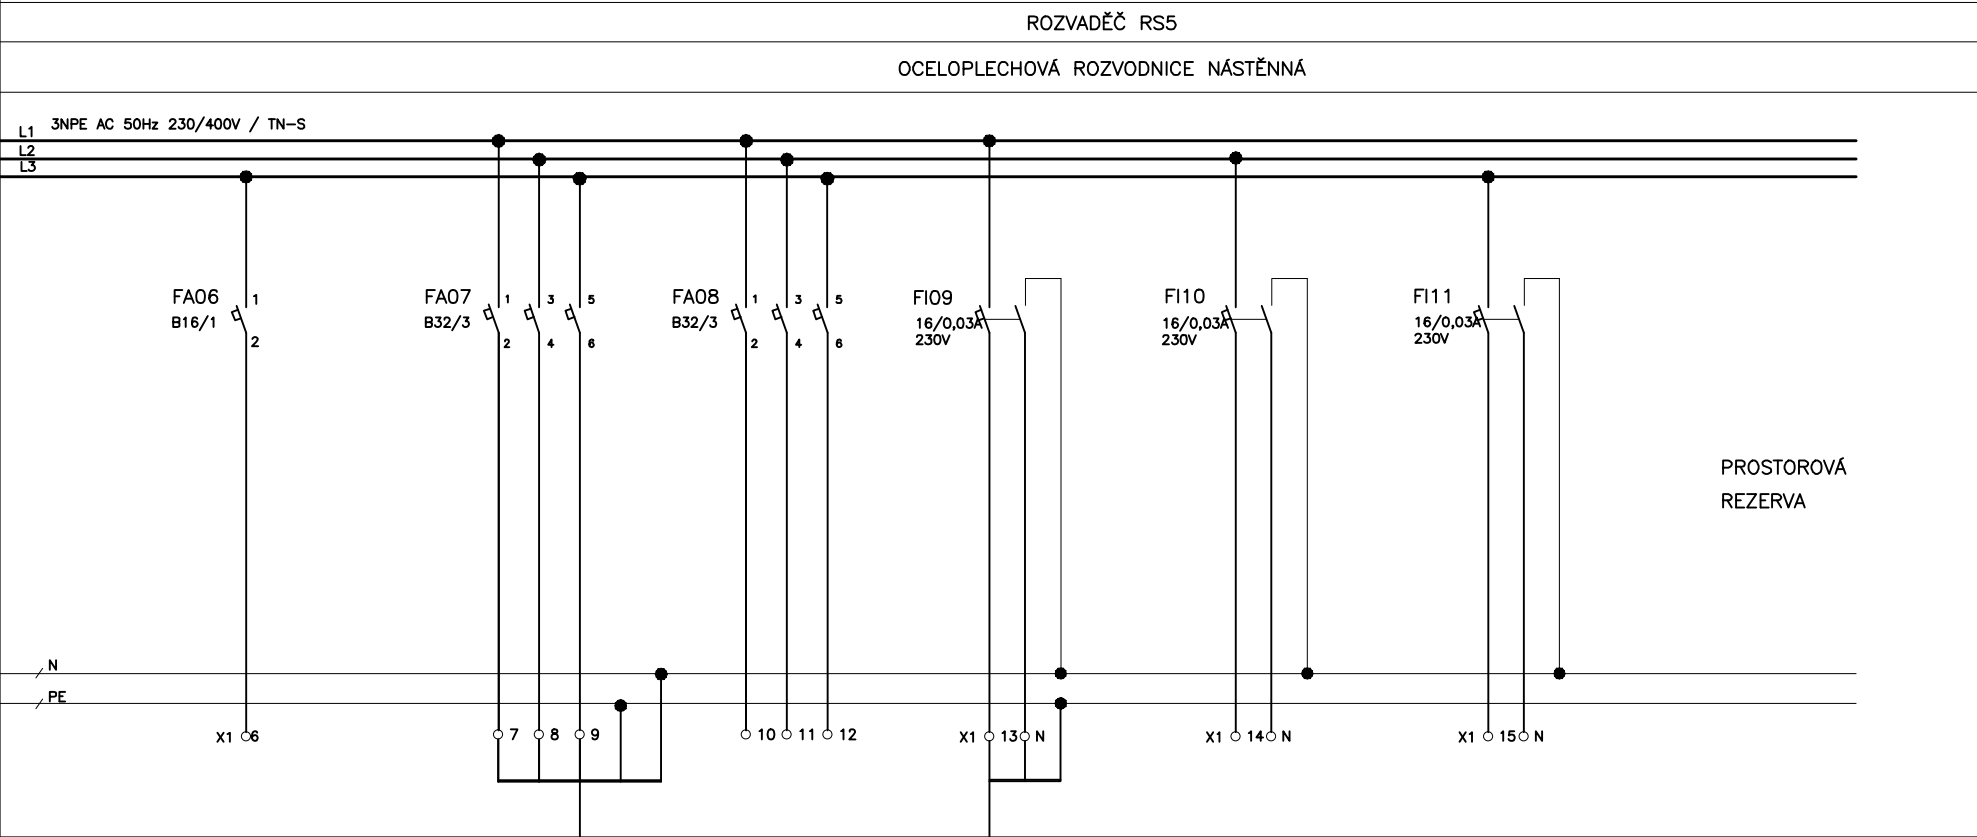 ROZVADĚČ RS5
OCELOPLECHOVÁ ROZVODNICE NÁSTĚNNÁ
3NPE AC 50Hz 230/400V / TN-S
L1
L2
L3
FA06
B16/1
1
2
FA07
B32/3
1
3
5
2
4
6
FA08
B32/3
1
3
5
2
4
6
FI09
16/0,03A
230V
FI10
16/0,03A
230V
FI11
16/0,03A
230V
PROSTOROVÁ
REZERVA
N
PE
X1 6
7 8 9
10 11 12
X1 13 N
X1 14 N
X1 15 N